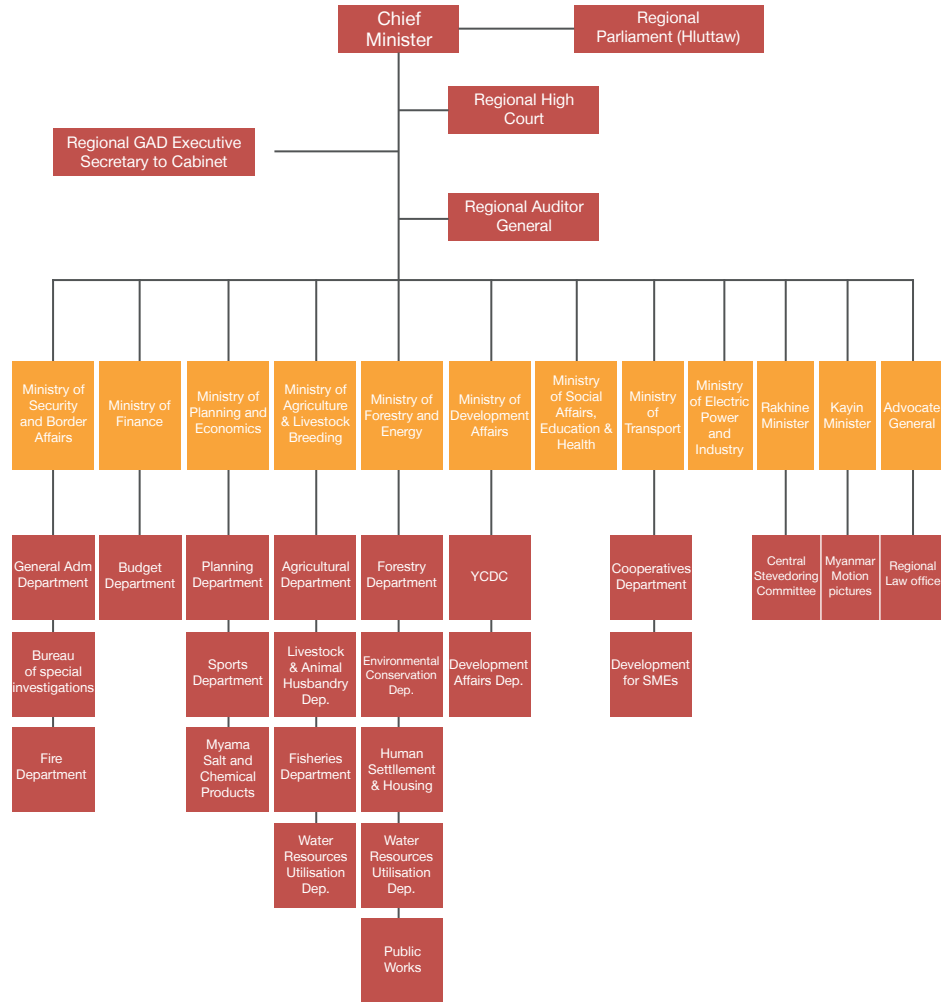 Chief
Minister
Regional
Parliament (Hluttaw)
Regional High
Court
Regional GAD Executive
Secretary to Cabinet
Regional Auditor
General
Ministry of
Security
and Border
Affairs
Ministry of
Finance
Ministry of
Planning and
Economics
Ministry of
Agriculture
& Livestock
Breeding
Ministry of
Forestry and
Energy
Ministry of
Development
Affairs
Ministry
of Social
Affairs,
Education &
Health
Ministry
of
Transport
Ministry
of Electric
Power
and
Industry
Rakhine
Minister
Kayin
Minister
Advocate
General
General Adm
Department
Budget
Department
Planning
Department
Agricultural
Department
Forestry
Department
YCDC
Cooperatives
Department
Central
Stevedoring
Committee
Myanmar
Motion
pictures
Regional
Law office
Bureau
of special
investigations
Sports
Department
Livestock
& Animal
Husbandry
Dep.
Environmental
Conservation
Dep.
Development
Affairs Dep.
Development
for SMEs
Fire
Department
Myama
Salt and
Chemical
Products
Fisheries
Department
Human
Settllement
& Housing
Water
Resources
Utilisation
Dep.
Water
Resources
Utilisation
Dep.
Public
Works